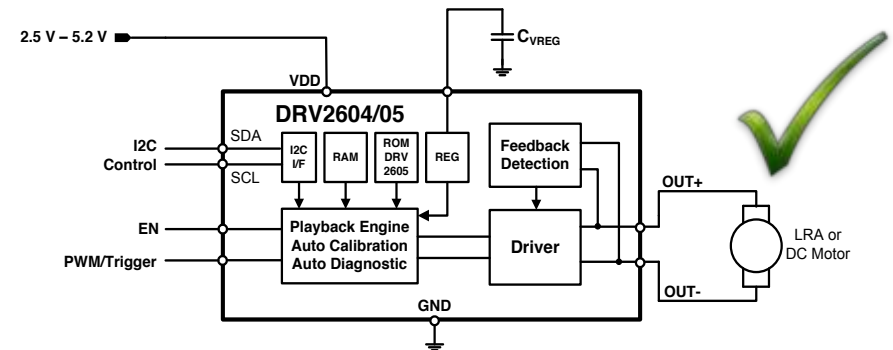 2.5 V – 5.2 V
C VREG
VDD
DRV2604/05
I2C
Control
SDA
SCL
I2C
I/F
RAM
ROM
DRV
2605
REG
Feedback
Detection
OUT+
EN
PWM/Trigger
Playback Engine
Auto Calibration
Auto Diagnostic
Driver
LRA or
DC Motor
OUT-
GND